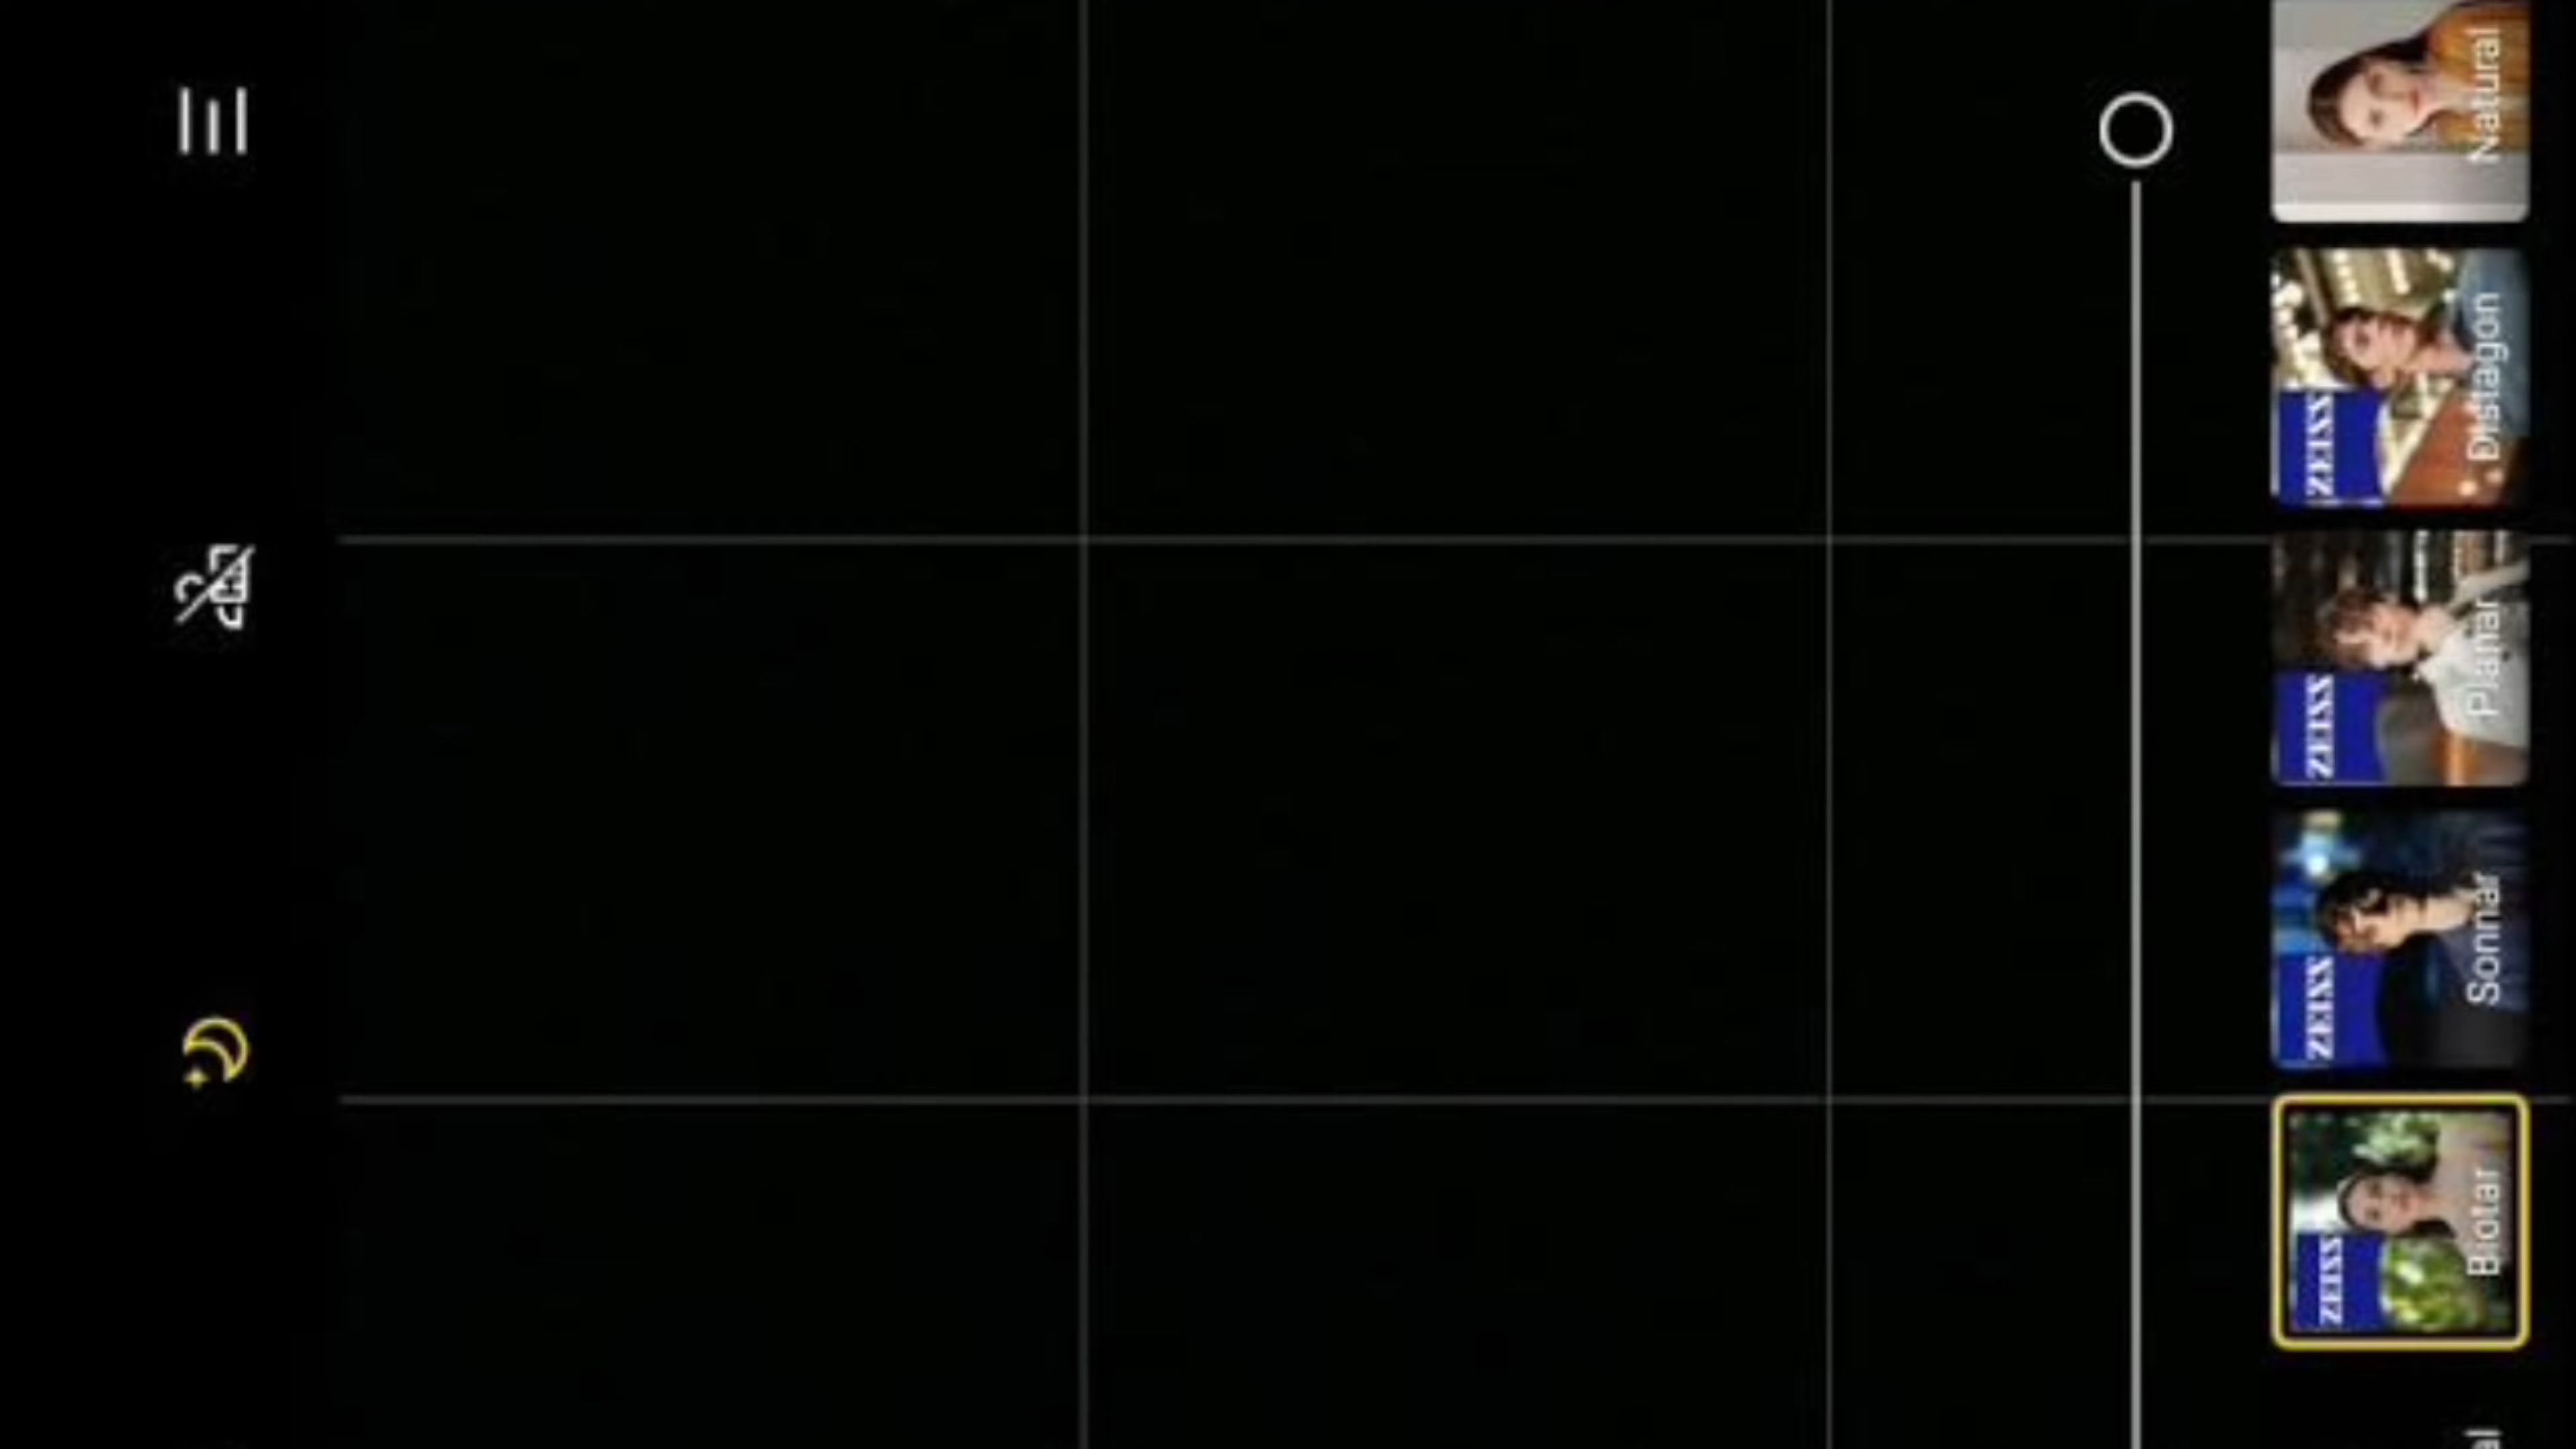 Natural
ZEISS
Distagon
ZEISS
Planar
ZEISS
Sonnar
ZEISS
Biotar